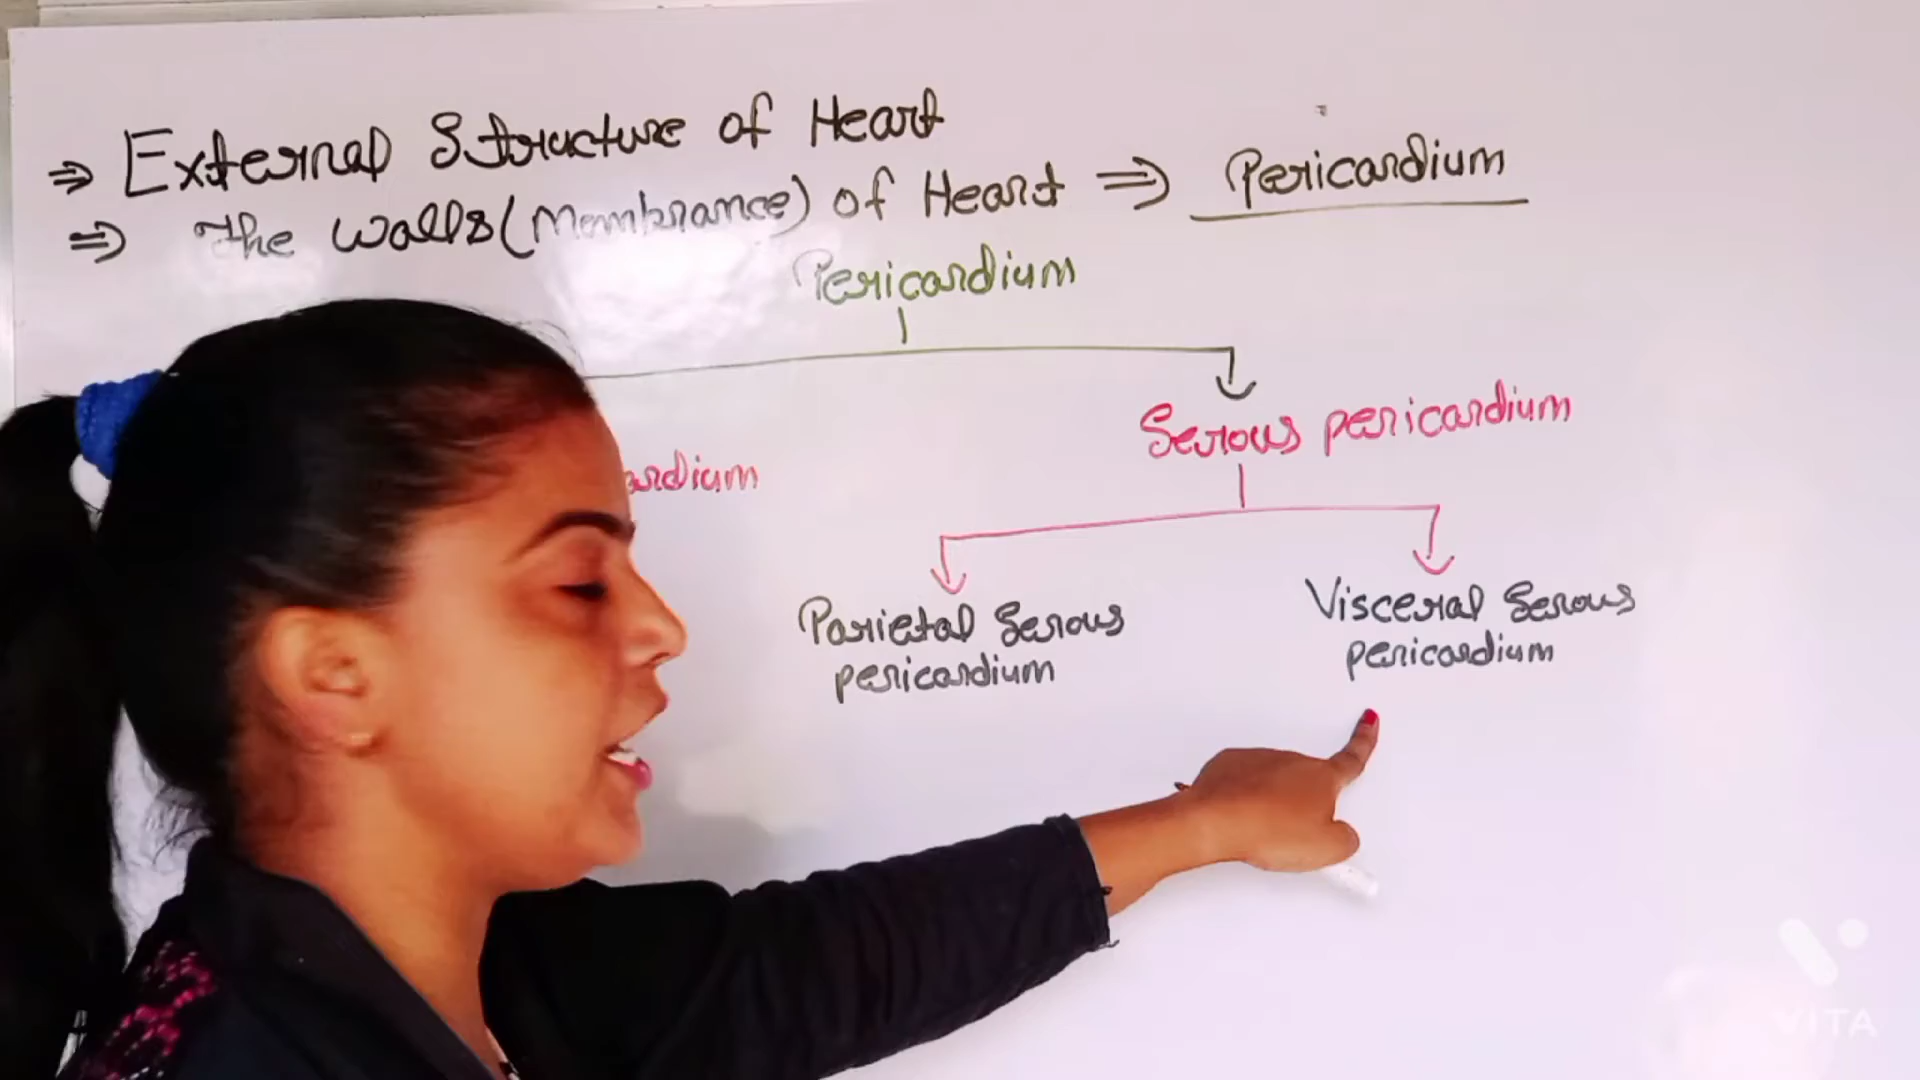 ⇒ External Structure of Heart
⇒ The walls (Membrance) of Heart ⇒ Pericardium
Pericardium
Serous pericardium
ardium
Parietal Serous
pericardium
Visceral Serous
pericardium
VITA